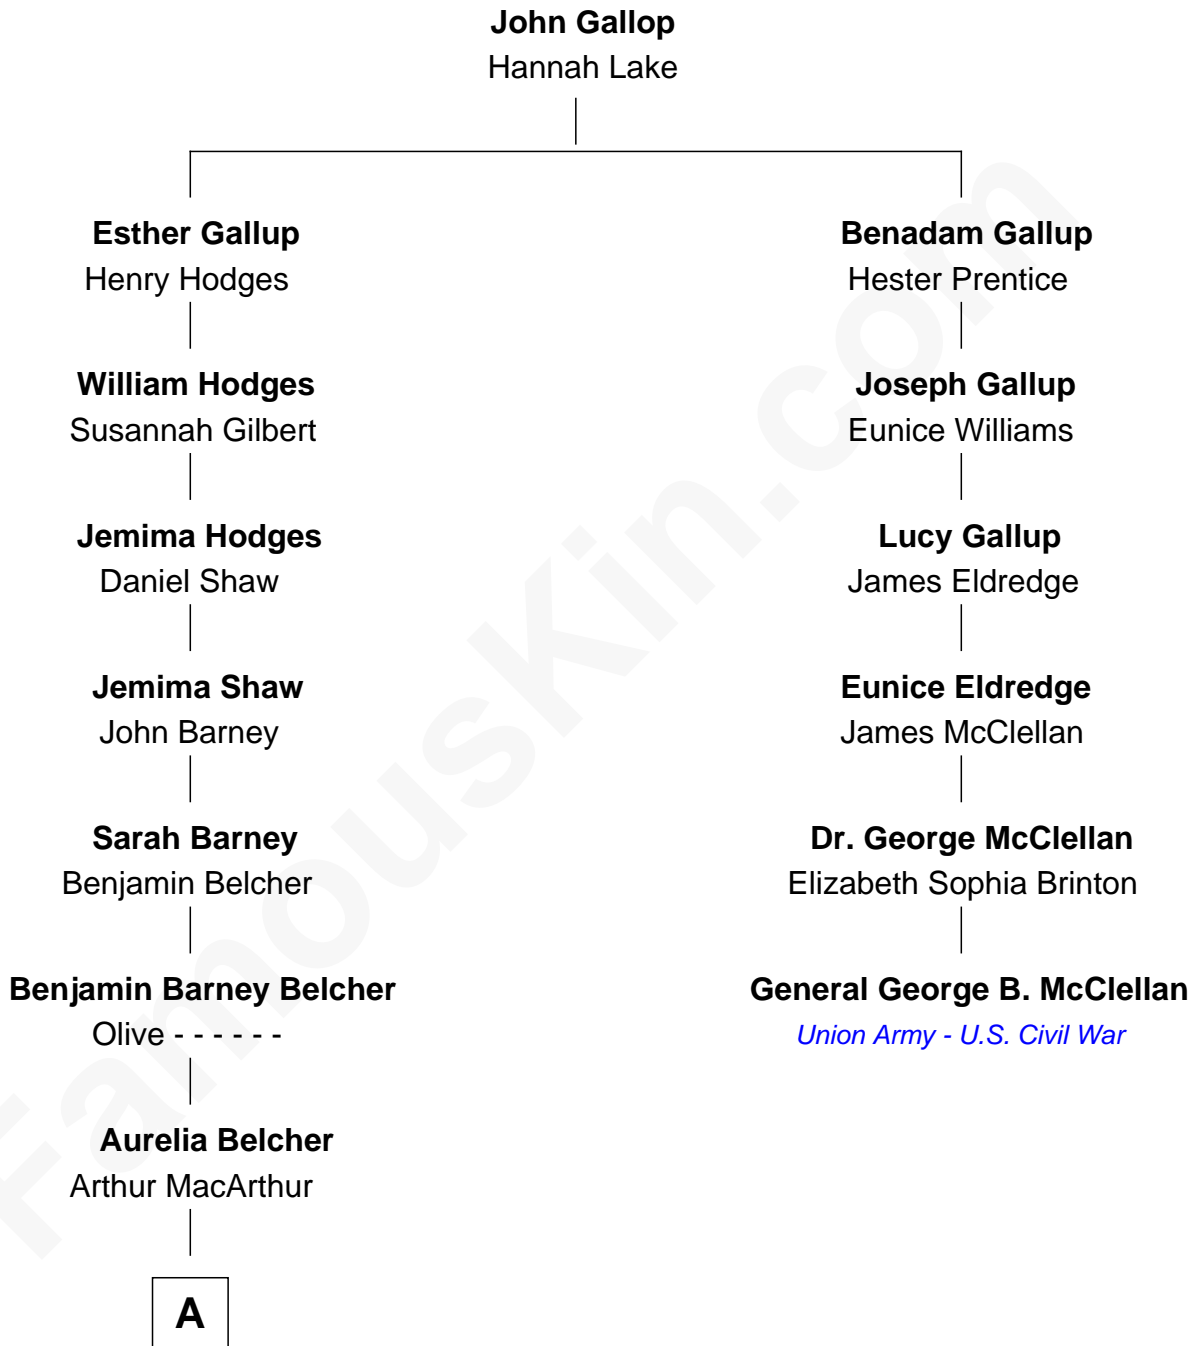 John Gallop
Hannah Lake
Esther Gallup
Henry Hodges
William Hodges
Susannah Gilbert
Jemima Hodges
Daniel Shaw
Jemima Shaw
John Barney
Sarah Barney
Benjamin Belcher
Benjamin Barney Belcher
Olive - - - - - -
Aurelia Belcher
Arthur MacArthur
A
Benadam Gallup
Hester Prentice
Joseph Gallup
Eunice Williams
Lucy Gallup
James Eldredge
Eunice Eldredge
James McClellan
Dr. George McClellan
Elizabeth Sophia Brinton
General George B. McClellan
Union Army - U.S. Civil War
FamousKin.com